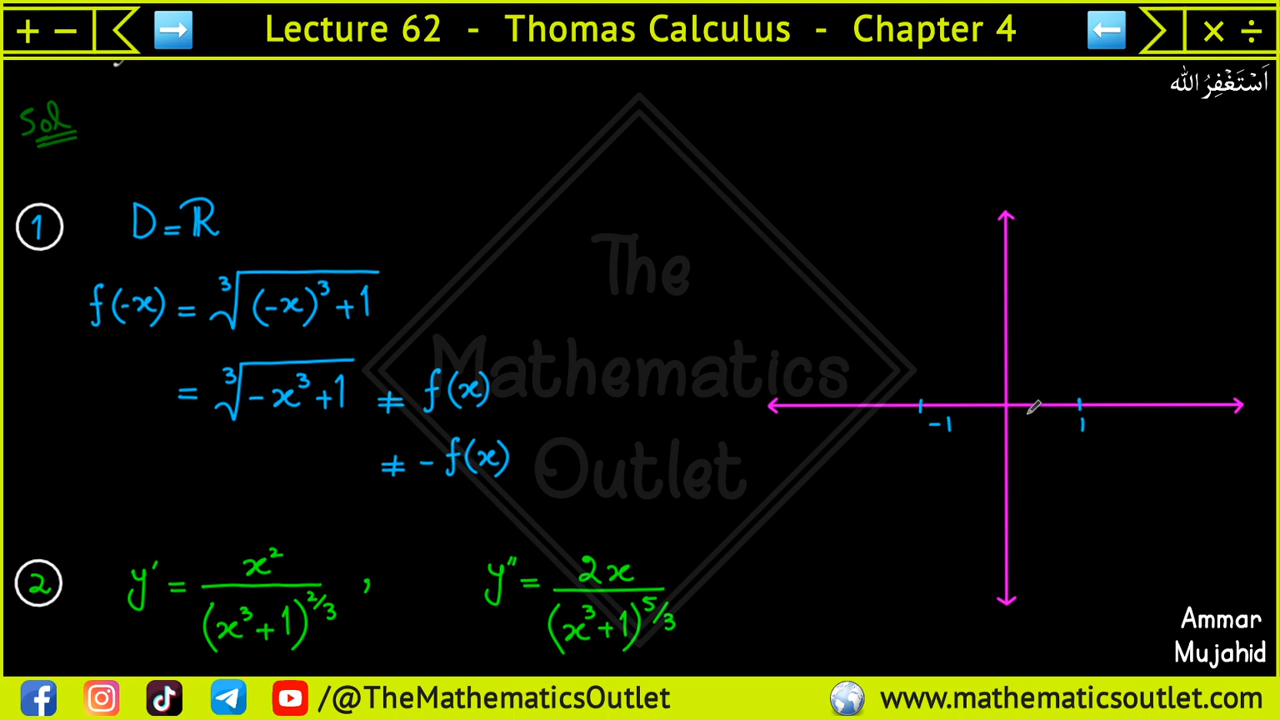 + − Lecture 62 - Thomas Calculus - Chapter 4 × ÷
اَسْتَغْفِرُ اللّٰه
Sol
1 D = ℝ
f(-x) = ∛((-x)³+1)
= ∛(-x³+1) ≠ f(x)
≠ - f(x)
-1 1
2 y' = x²/(x³+1)^(2/3) , y" = 2x/(x³+1)^(5/3)
The
Mathematics
Outlet
Ammar
Mujahid
/@TheMathematicsOutlet www.mathematicsoutlet.com